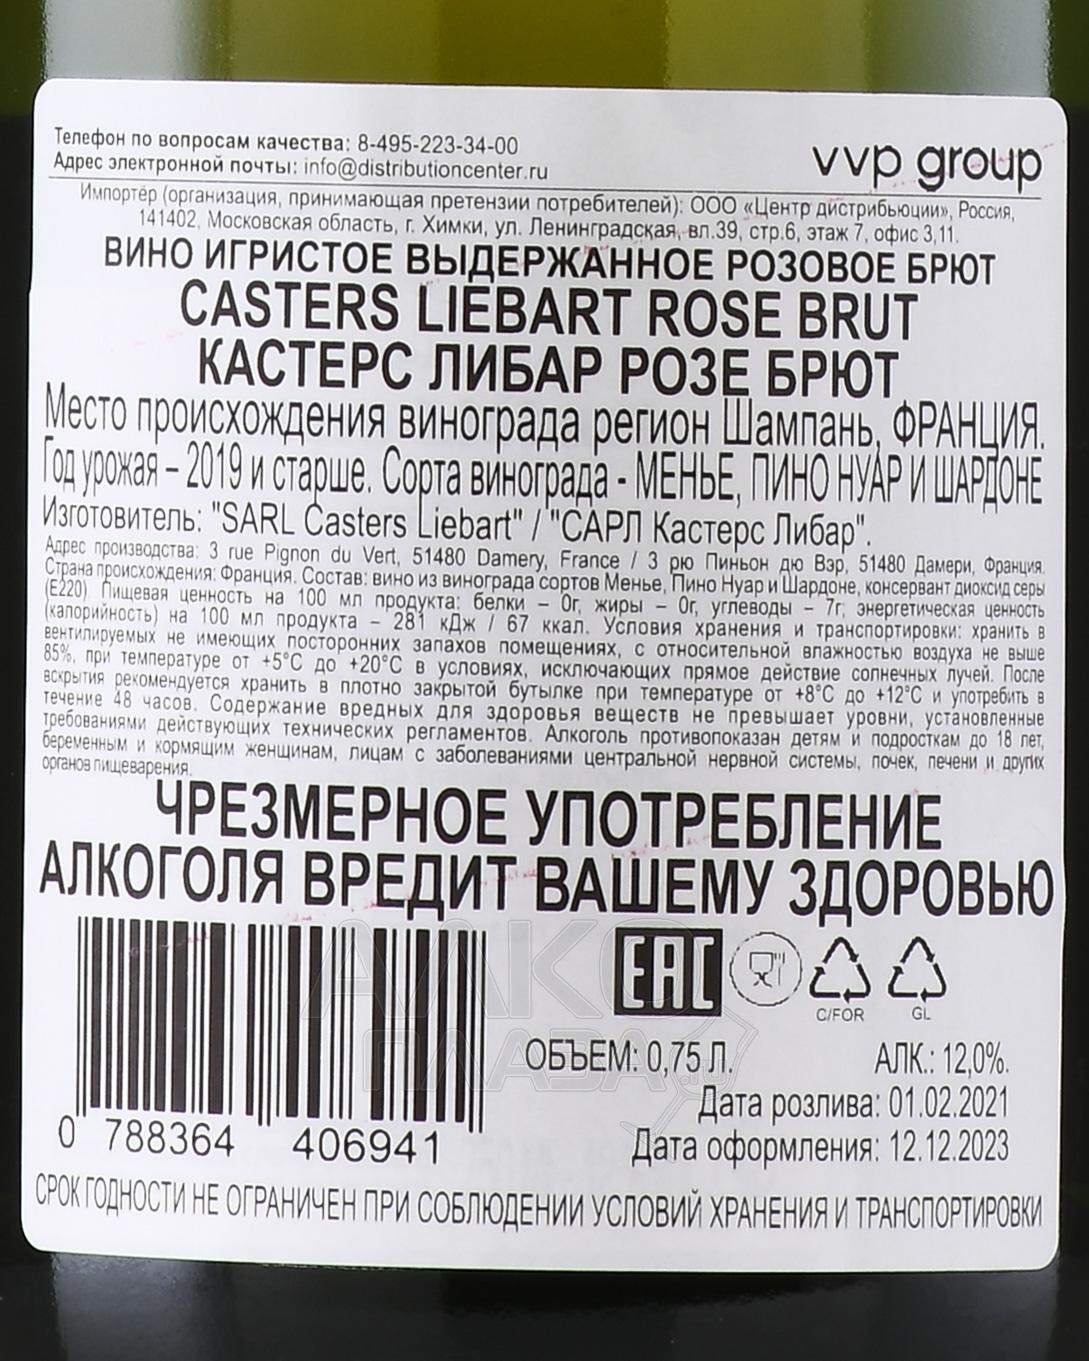 Телефон по вопросам качества: 8-495-223-34-00
Адрес электронной почты: info@distributioncenter.ru
vvp group
Импортёр (организация, принимающая претензии потребителей): ООО «Центр дистрибьюции», Россия,
141402, Московская область, г. Химки, ул. Ленинградская, вл.39, стр.6, этаж 7, офис 3,11.
ВИНО ИГРИСТОЕ ВЫДЕРЖАННОЕ РОЗОВОЕ БРЮТ
CASTERS LIEBART ROSE BRUT
КАСТЕРС ЛИБАР РОЗЕ БРЮТ
Место происхождения винограда регион Шампань, ФРАНЦИЯ.
Год урожая – 2019 и старше. Сорта винограда - МЕНЬЕ, ПИНО НУАР И ШАРДОНЕ
Изготовитель: "SARL Casters Liebart" / "САРЛ Кастерс Либар".
Адрес производства: 3 rue Pignon du Vert, 51480 Damery, France / 3 рю Пиньон дю Вэр, 51480 Дамери, Франция.
Страна происхождения: Франция. Состав: вино из винограда сортов Менье, Пино Нуар и Шардоне, консервант диоксид серы
(Е220) Пищевая ценность на 100 мл продукта: белки – 0г, жиры – 0г, углеводы – 7г; энергетическая ценность
(калорийность) на 100 мл продукта – 281 кДж / 67 ккал. Условия хранения и транспортировки: хранить в
вентилируемых не имеющих посторонних запахов помещениях, с относительной влажностью воздуха не выше
85%, при температуре от +5°С до +20°С в условиях, исключающих прямое действие солнечных лучей. После
вскрытия рекомендуется хранить в плотно закрытой бутылке при температуре от +8°С до +12°С и употребить в
течение 48 часов. Содержание вредных для здоровья веществ не превышает уровни, установленные
требованиями действующих технических регламентов. Алкоголь противопоказан детям и подросткам до 18 лет,
беременным и кормящим женщинам, лицам с заболеваниями центральной нервной системы, почек, печени и других
органов пищеварения.
ЧРЕЗМЕРНОЕ УПОТРЕБЛЕНИЕ
АЛКОГОЛЯ ВРЕДИТ ВАШЕМУ ЗДОРОВЬЮ
EAC
C/FOR GL
АЛКО
ПЛАЗА.ru
ОБЪЕМ: 0,75 Л. АЛК.: 12,0%.
Дата розлива: 01.02.2021
Дата оформления: 12.12.2023
0 788364 406941
СРОК ГОДНОСТИ НЕ ОГРАНИЧЕН ПРИ СОБЛЮДЕНИИ УСЛОВИЙ ХРАНЕНИЯ И ТРАНСПОРТИРОВКИ